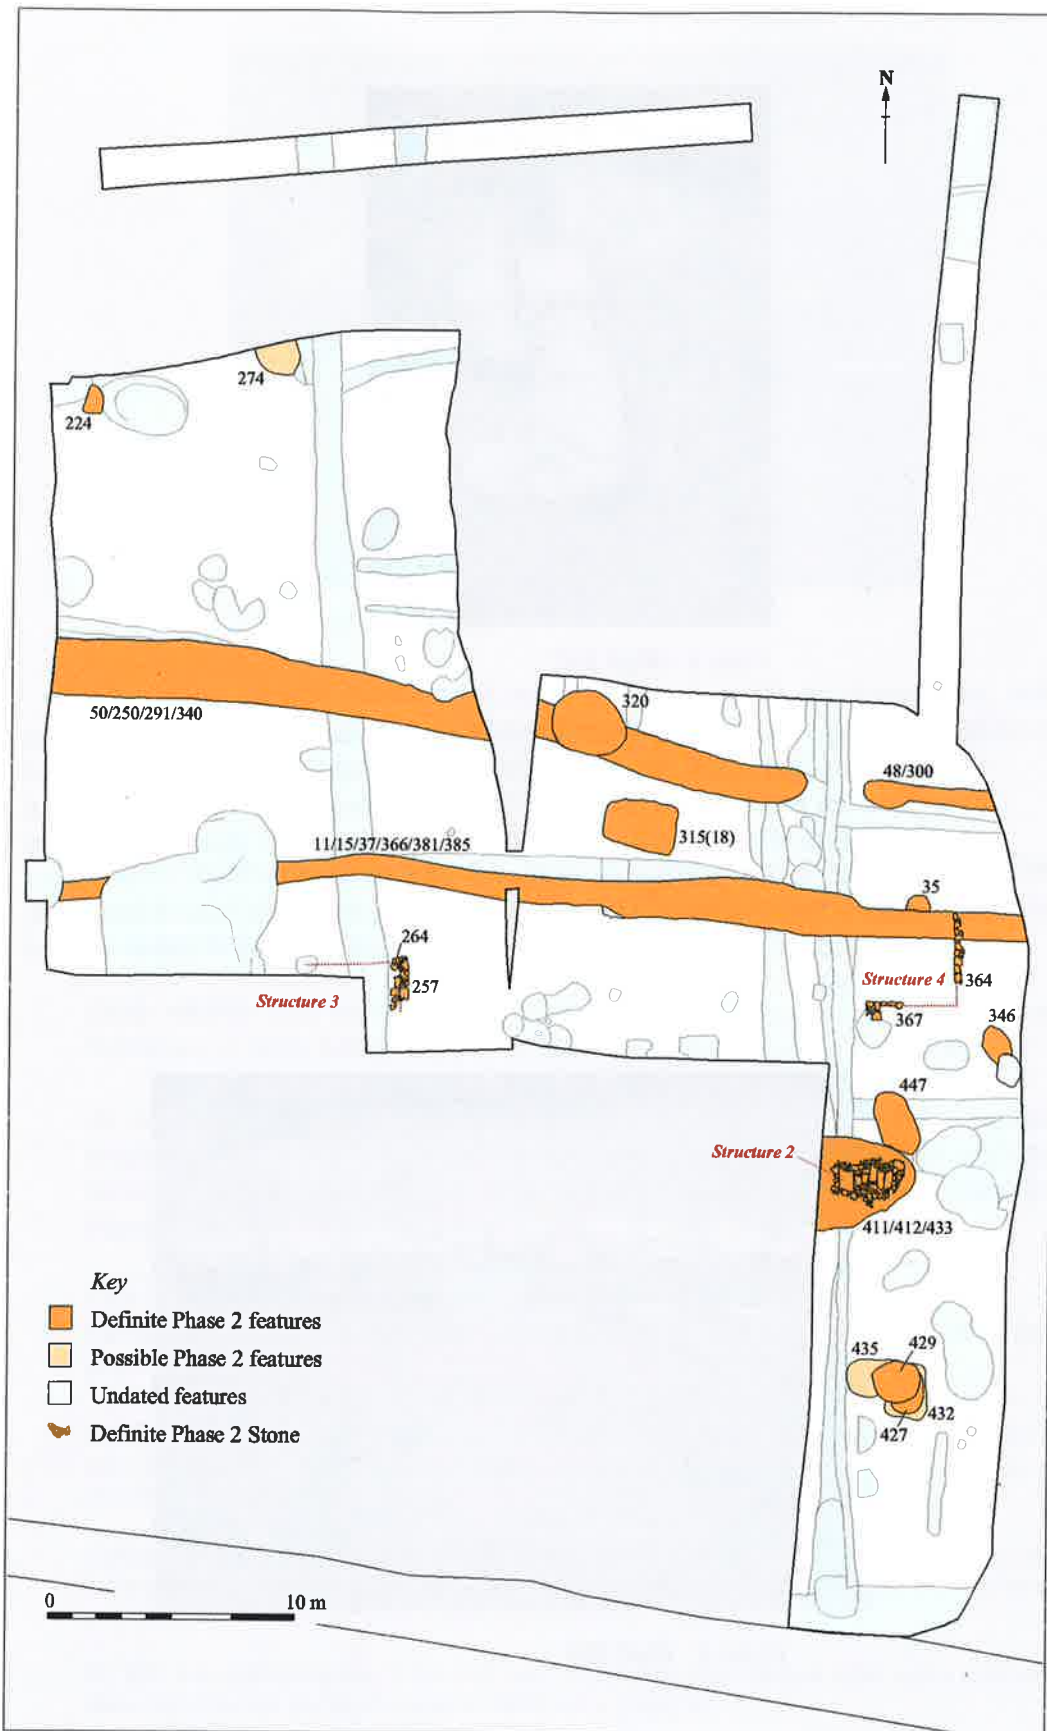 N
274
224
50/250/291/340
320
48/300
315(18)
11/15/37/366/381/385
35
264
257
Structure 3
Structure 4
364
367
346
447
Structure 2
411/412/433
Key
Definite Phase 2 features
Possible Phase 2 features
Undated features
Definite Phase 2 Stone
435
429
432
427
0
10 m